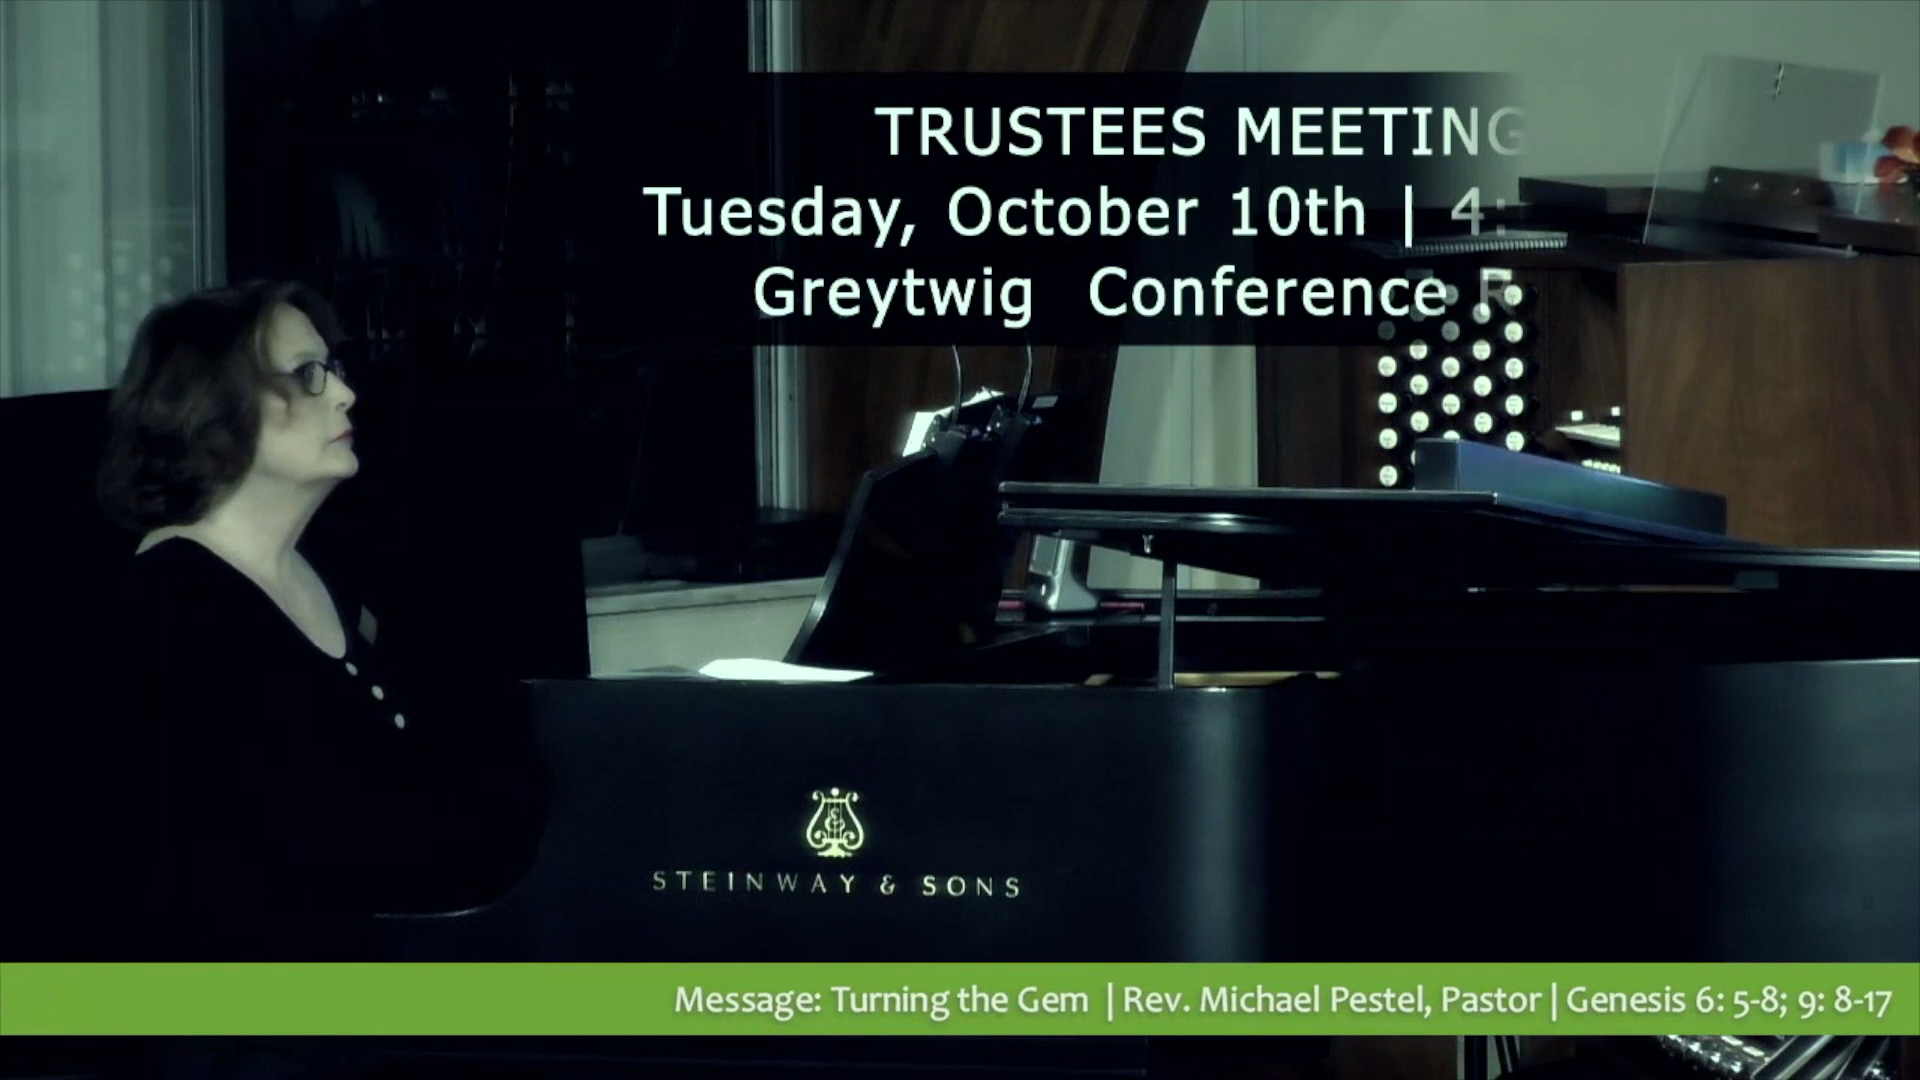 TRUSTEES MEETING
Tuesday, October 10th | 4:
Greytwig Conference R
STEINWAY & SONS
Message: Turning the Gem | Rev. Michael Pestel, Pastor | Genesis 6: 5-8; 9: 8-17